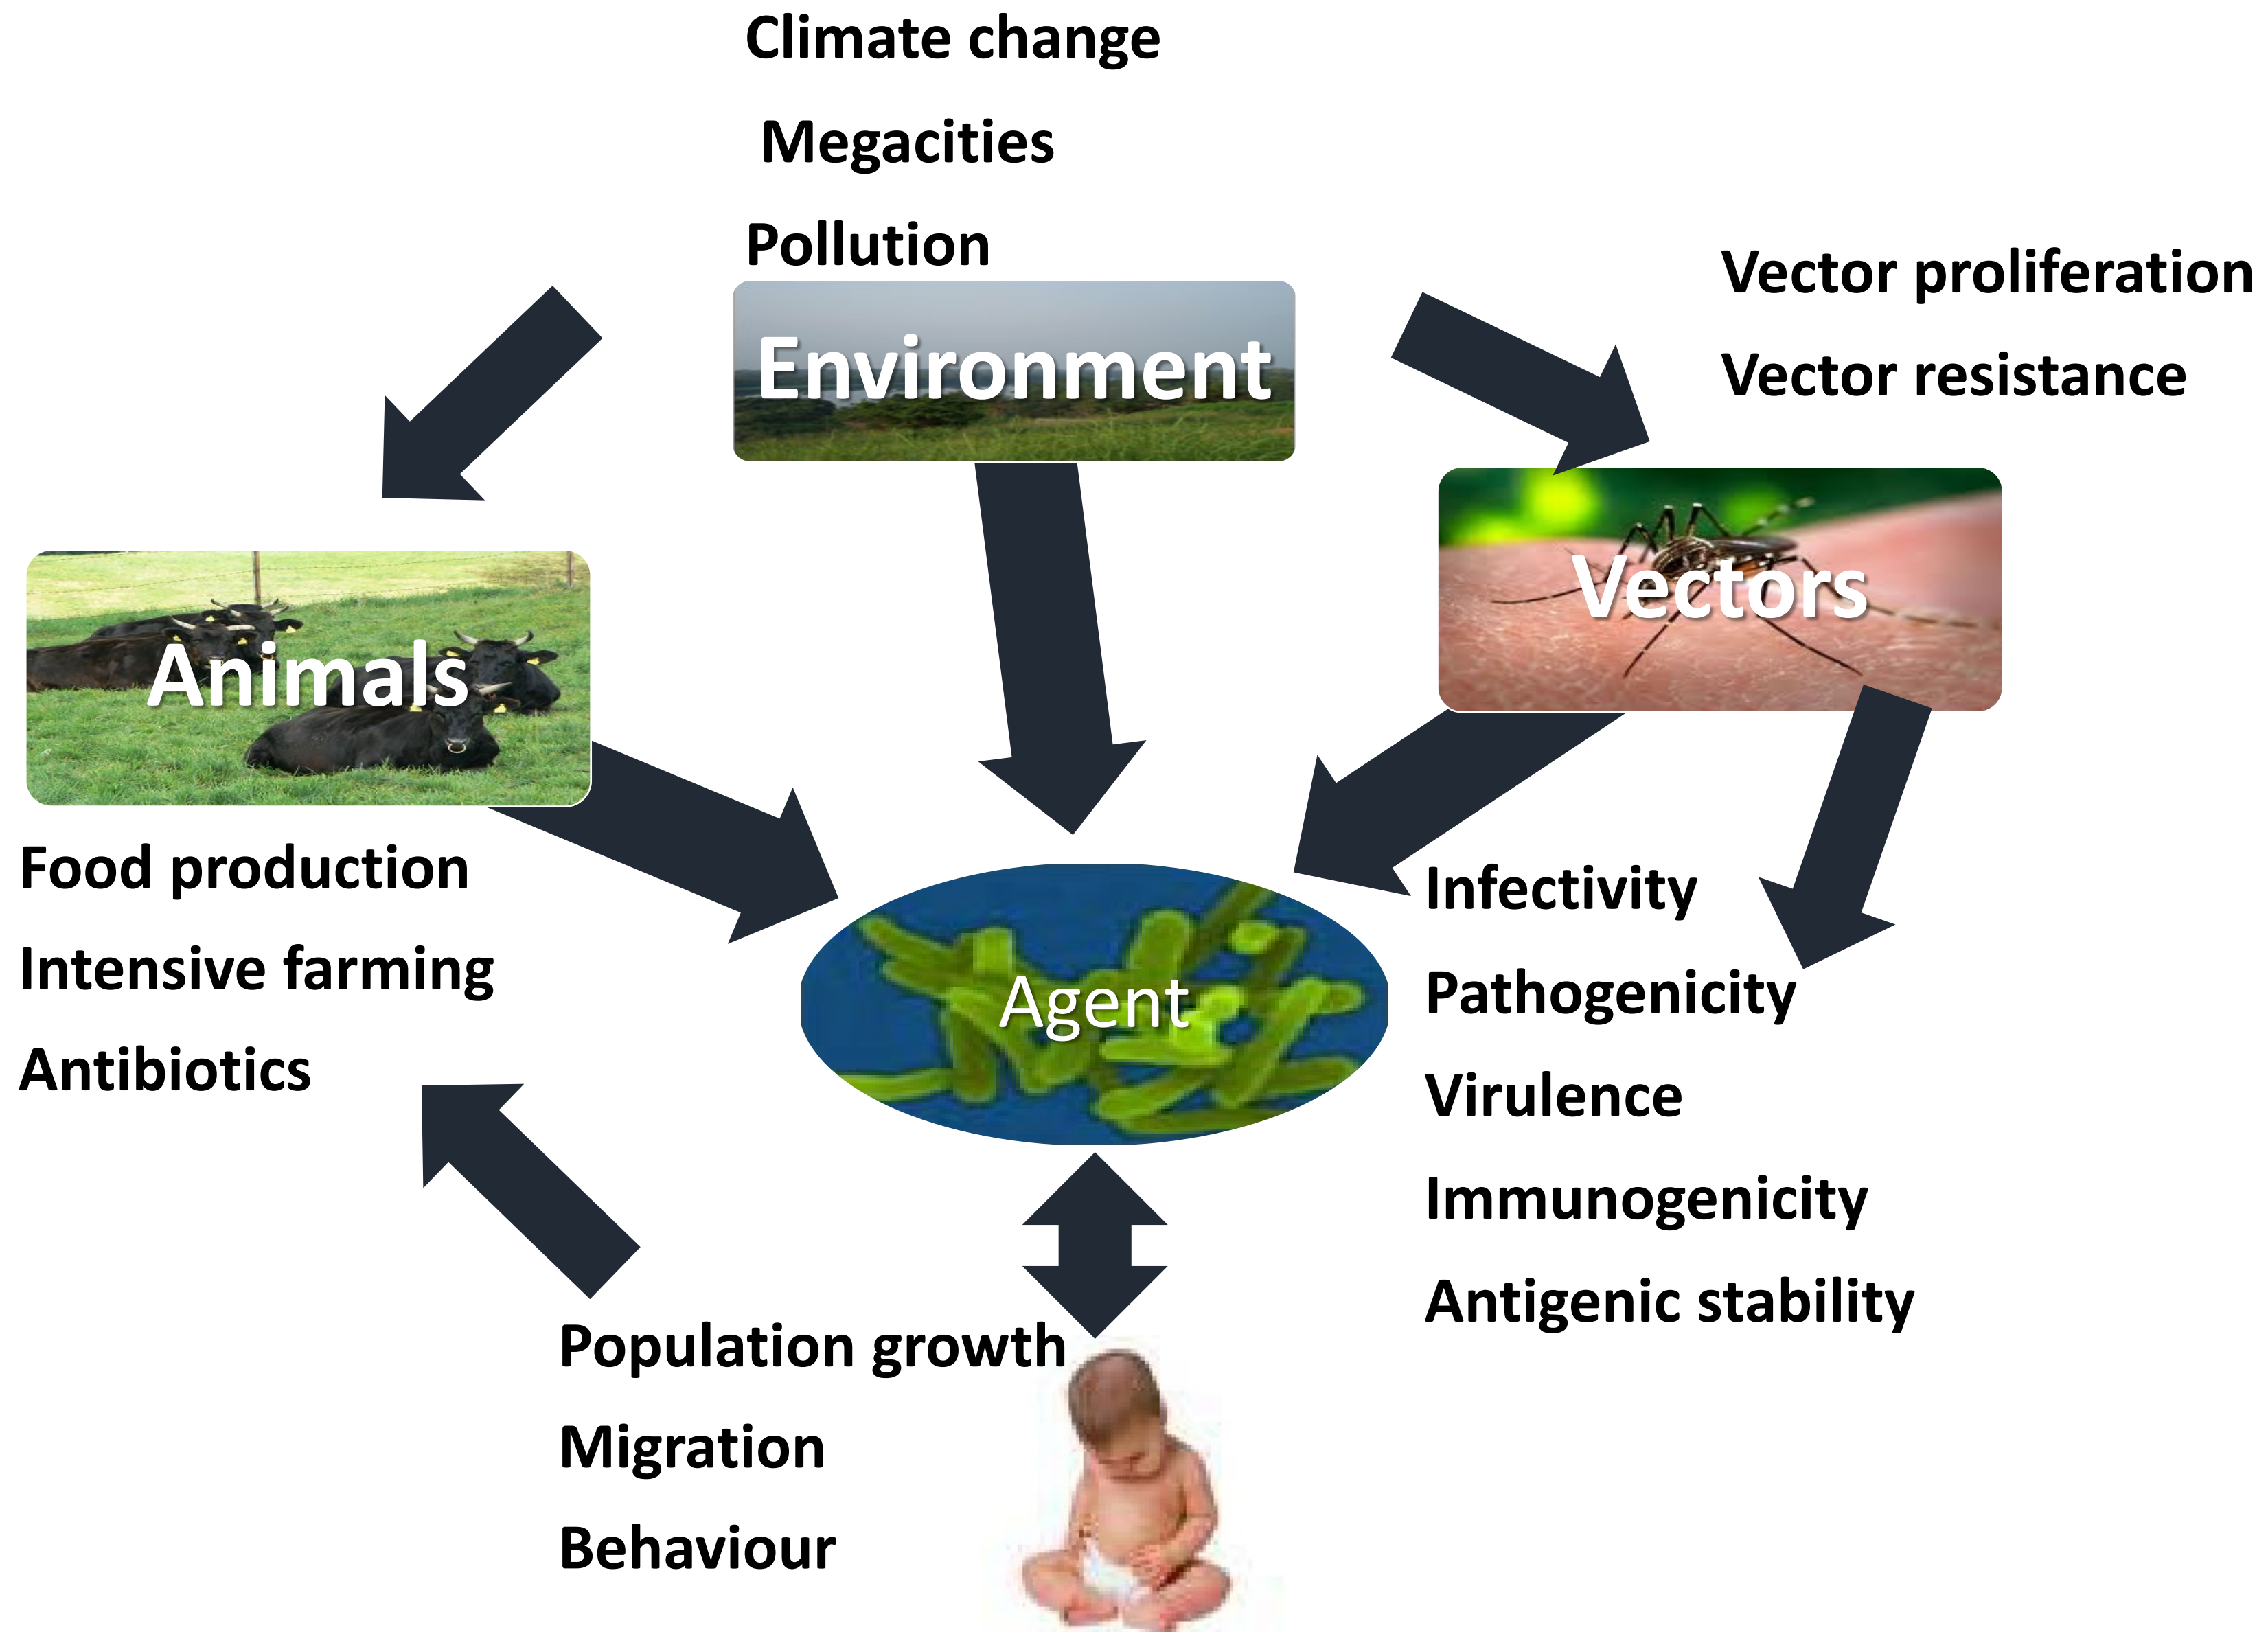 Climate change
Megacities
Pollution
Environment
Vector proliferation
Vector resistance
Vectors
Animals
Food production
Intensive farming
Antibiotics
Agent
Infectivity
Pathogenicity
Virulence
Immunogenicity
Antigenic stability
Population growth
Migration
Behaviour